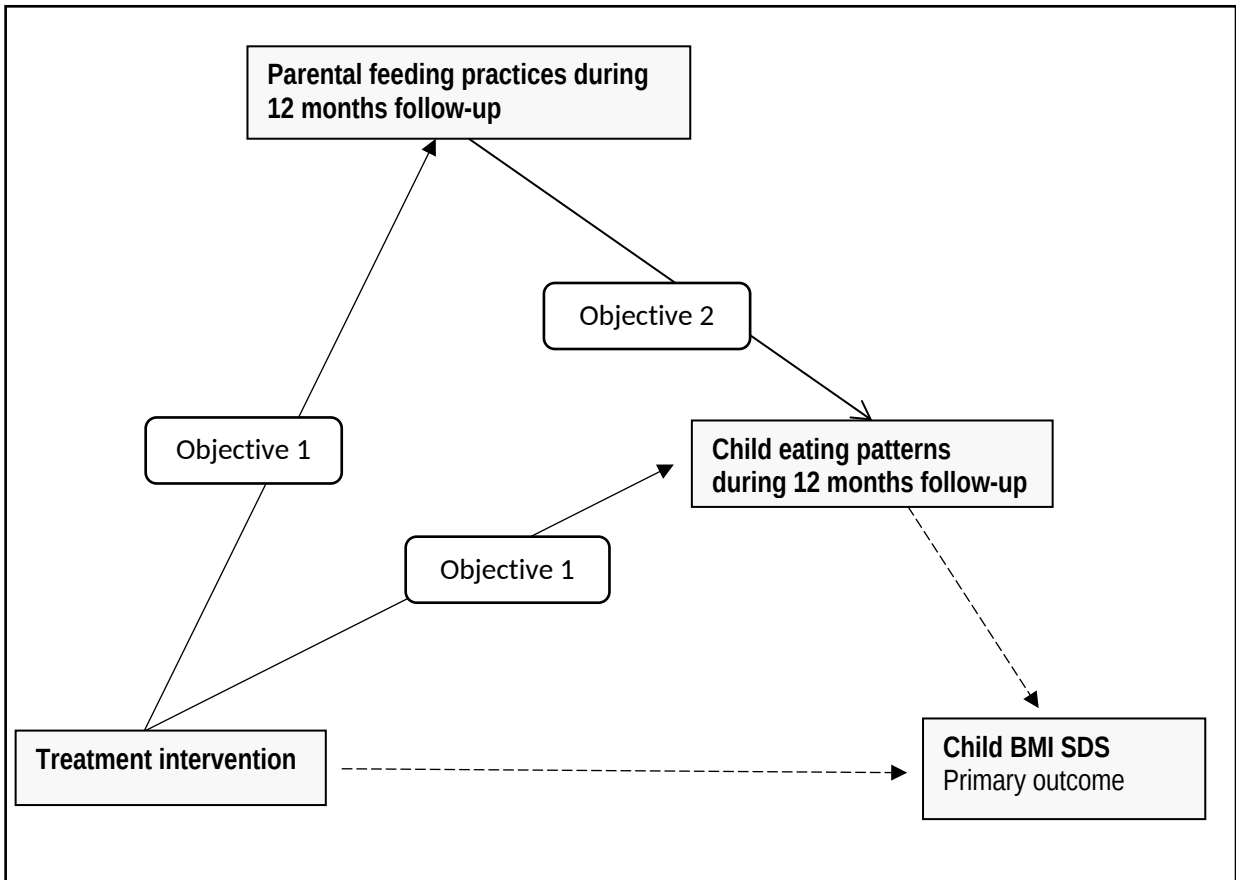 Parental feeding practices during
12 months follow-up
Objective 2
Objective 1
Child eating patterns
during 12 months follow-up
Objective 1
Treatment intervention
Child BMI SDS
Primary outcome